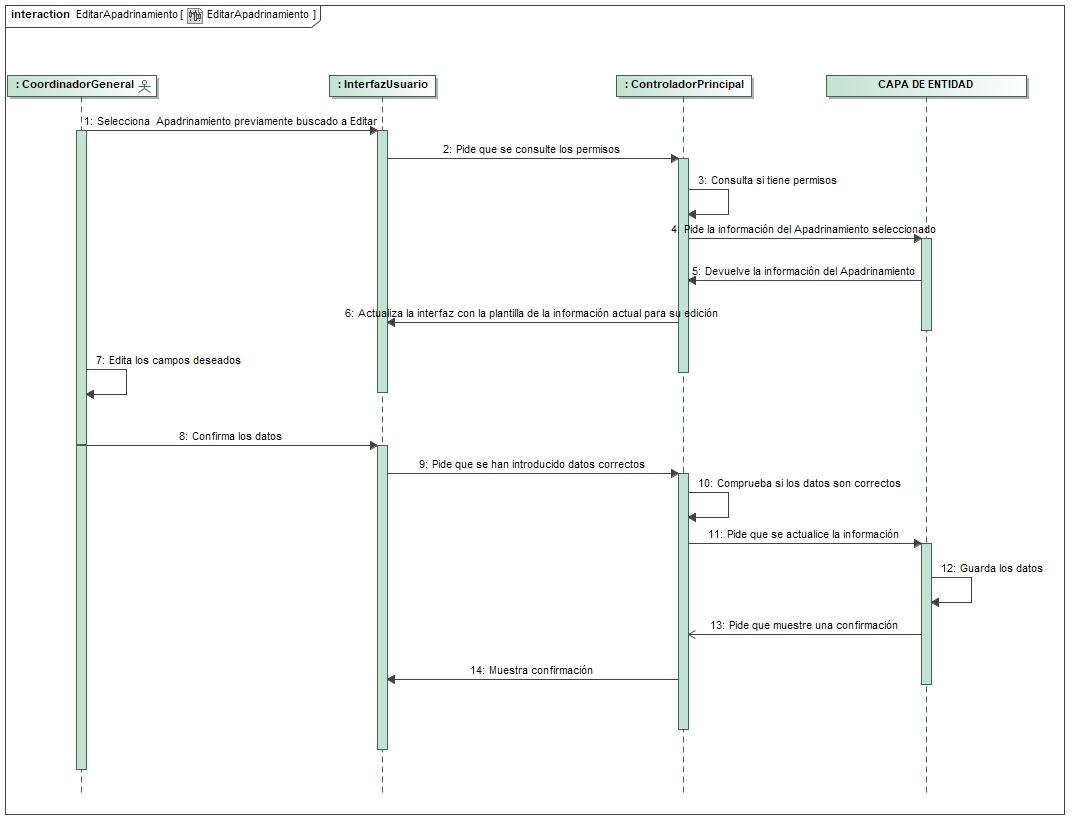 interaction EditarApadrinamento [ EditarApadrinamento ]
: CoordinadorGeneral
: InterfazUsuario
: ControladorPrincipal
CAPA DE ENTIDAD
1: Selecciona Apadrinamiento previamente buscado a Editar
2: Pide que se consulte los permisos
3: Consulta si tiene permisos
4: Pide la información del Apadrinamiento seleccionado
5: Devuelve la información del Apadrinamiento
6: Actualiza la interfaz con la plantilla de la información actual para su edición
7: Edita los campos deseados
8: Confirma los datos
9: Pide que se han introducido datos correctos
10: Comprueba si los datos son correctos
11: Pide que se actualice la información
12: Guarda los datos
13: Pide que muestre una confirmación
14: Muestra confirmación